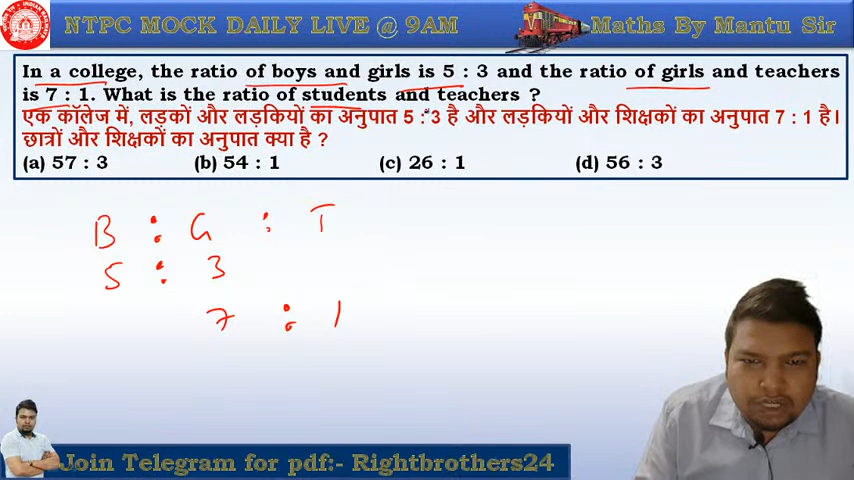 NTPC MOCK DAILY LIVE @ 9AM Maths By Mantu Sir
In a college, the ratio of boys and girls is 5 : 3 and the ratio of girls and teachers
is 7 : 1. What is the ratio of students and teachers ?
एक कॉलेज में, लड़कों और लड़कियों का अनुपात 5 : 3 है और लड़कियों और शिक्षकों का अनुपात 7 : 1 है।
छात्रों और शिक्षकों का अनुपात क्या है ?
(a) 57 : 3 (b) 54 : 1 (c) 26 : 1 (d) 56 : 3
B : G : T
5 : 3
7 : 1
Join Telegram for pdf:- Rightbrothers24